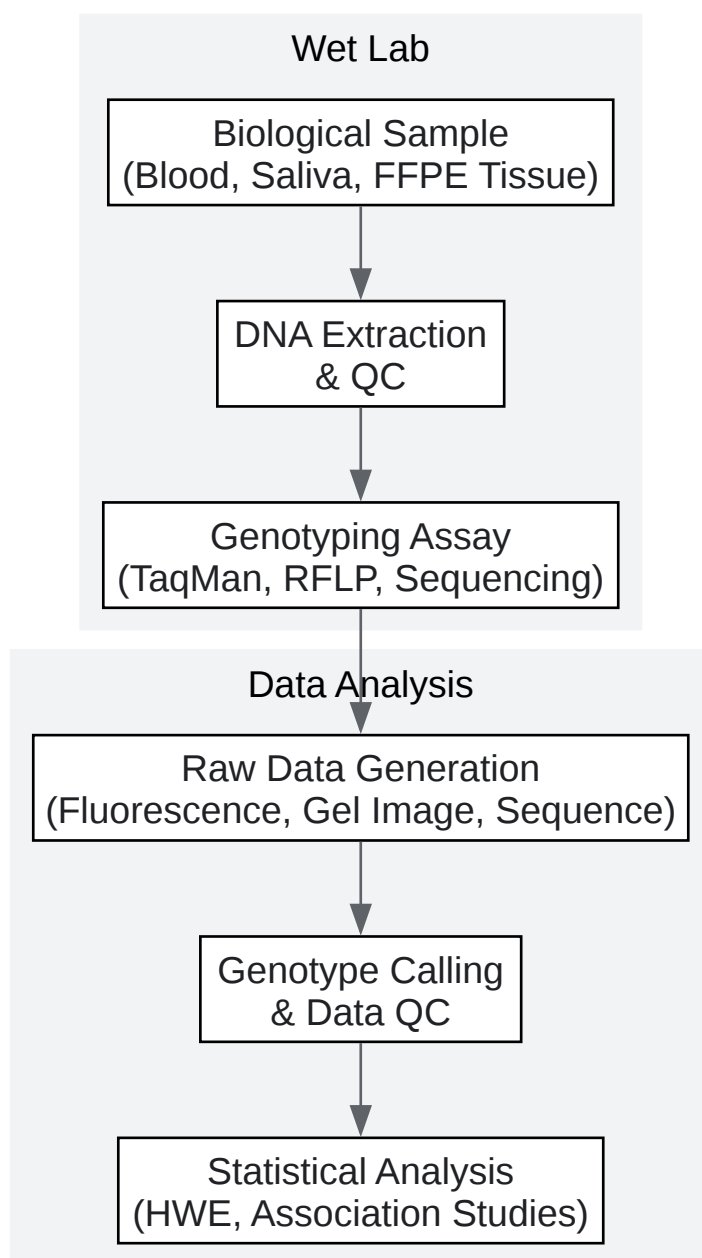 Wet Lab
Biological Sample
(Blood, Saliva, FFPE Tissue)
DNA Extraction
& QC
Genotyping Assay
(TaqMan, RFLP, Sequencing)
Data Analysis
Raw Data Generation
(Fluorescence, Gel Image, Sequence)
Genotype Calling
& Data QC
Statistical Analysis
(HWE, Association Studies)